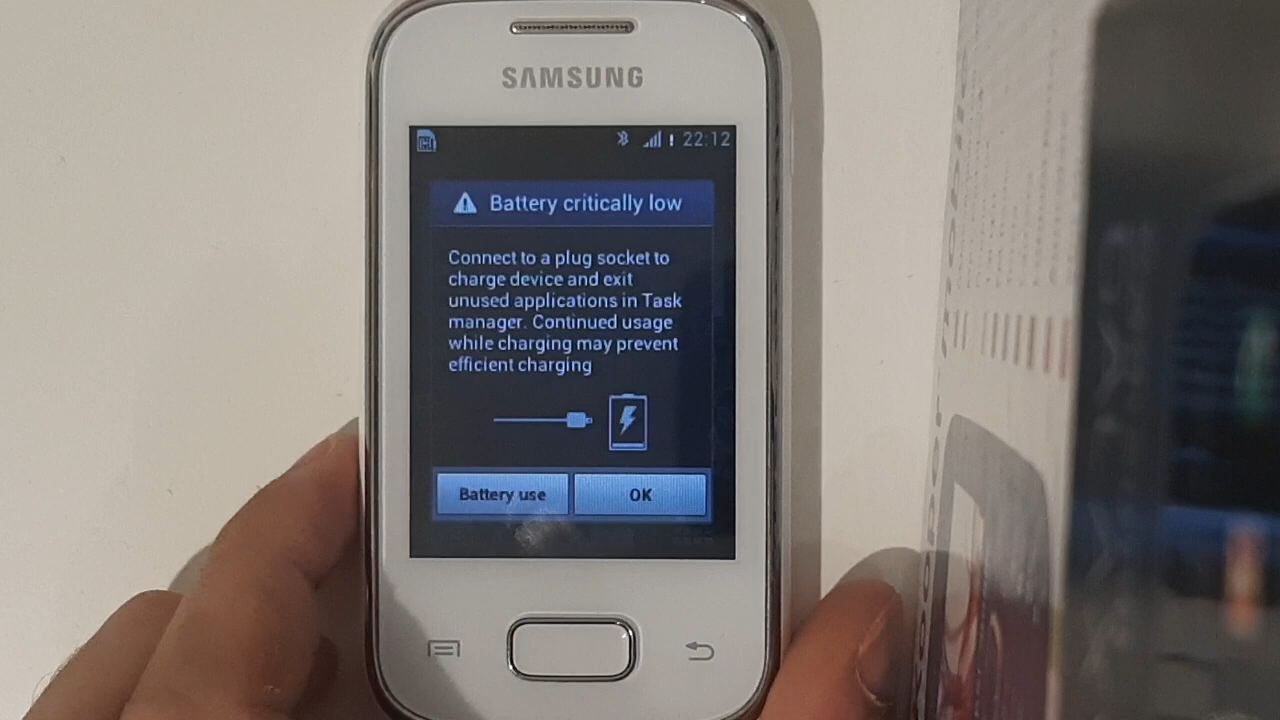 SAMSUNG
22:12
Battery critically low
Connect to a plug socket to
charge device and exit
unused applications in Task
manager. Continued usage
while charging may prevent
efficient charging
Battery use
OK